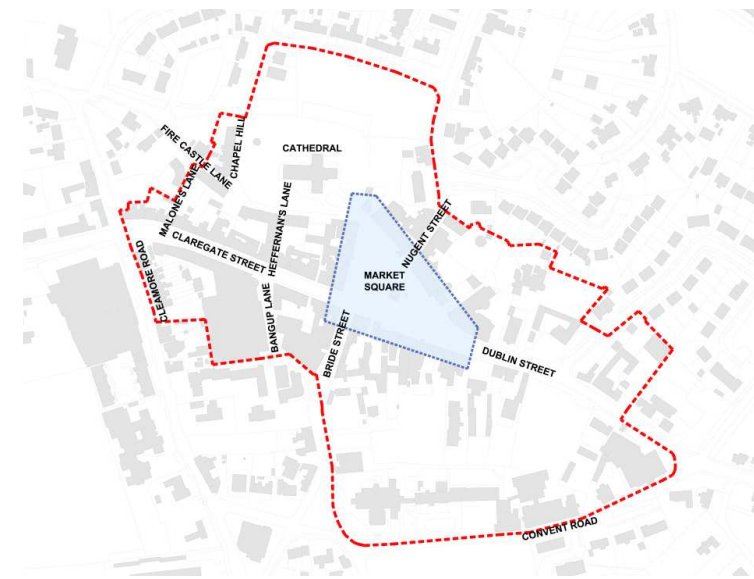 FIRE CASTLE LANE
CHAPEL HILL
CATHEDRAL
MALONE'S LANE
HEFFERNAN'S LANE
NUGENT STREET
CLAREGATE STREET
MARKET
SQUARE
CLEAMORE ROAD
BANGUP LANE
BRIDE STREET
DUBLIN STREET
CONVENT ROAD